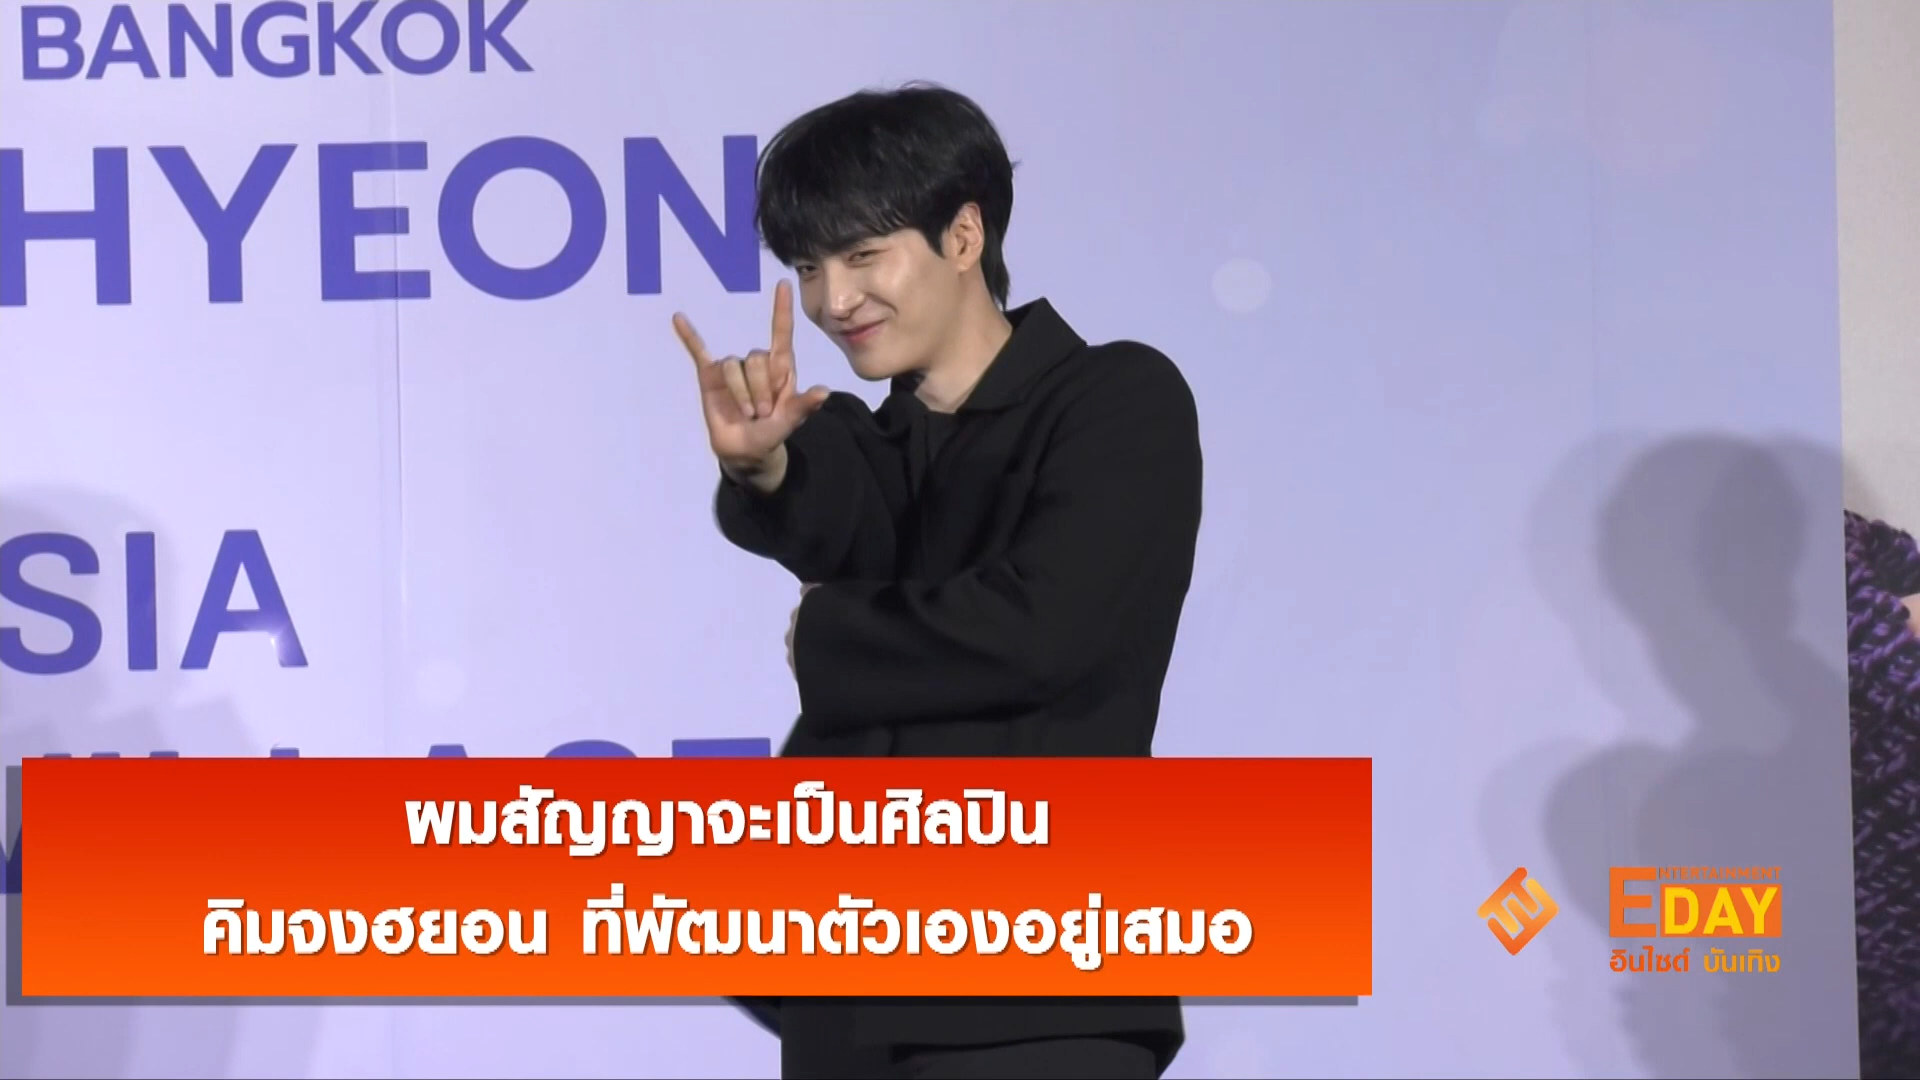 BANGKOK
HYEON
SIA
ผมสัญญาจะเป็นศิลปิน
คิมจงฮยอน ที่พัฒนาตัวเองอยู่เสมอ
ENTERTAINMENT
EDAY
อินไซด์ บันเทิง